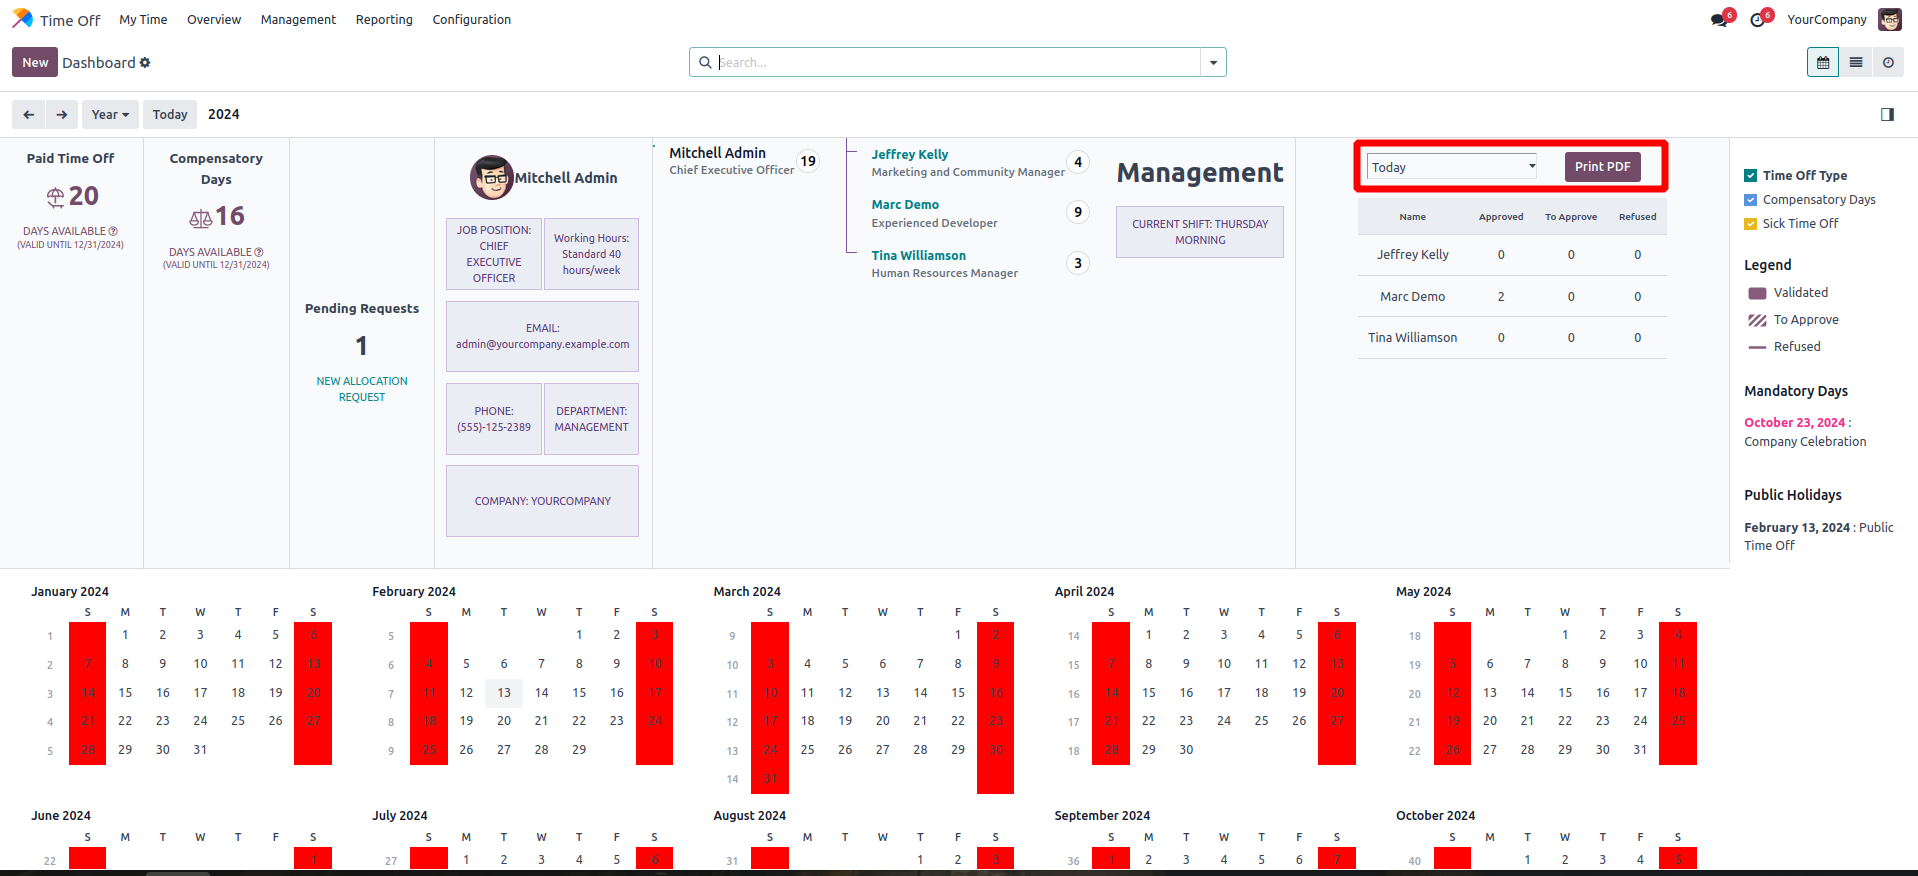 Time Off My Time Overview Management Reporting Configuration 6 6 YourCompany
New Dashboard Search...
Year Today 2024
Paid Time Off
20
DAYS AVAILABLE
(VALID UNTIL 12/31/2024)
Compensatory
Days
16
DAYS AVAILABLE
(VALID UNTIL 12/31/2024)
Pending Requests
1
NEW ALLOCATION
REQUEST
Mitchell Admin
JOB POSITION:
CHIEF
EXECUTIVE
OFFICER
Working Hours:
Standard 40
hours/week
EMAIL:
admin@yourcompany.example.com
PHONE:
(555)-125-2389
DEPARTMENT:
MANAGEMENT
COMPANY: YOURCOMPANY
Mitchell Admin 19
Chief Executive Officer
Jeffrey Kelly 4
Marketing and Community Manager
Marc Demo 9
Experienced Developer
Tina Williamson 3
Human Resources Manager
Management
CURRENT SHIFT: THURSDAY
MORNING
Today Print PDF
Name Approved To Approve Refused
Jeffrey Kelly 0 0 0
Marc Demo 2 0 0
Tina Williamson 0 0 0
Time Off Type
Compensatory Days
Sick Time Off
Legend
Validated
To Approve
Refused
Mandatory Days
October 23, 2024 :
Company Celebration
Public Holidays
February 13, 2024 : Public
Time Off
January 2024
S M T W T F S
1 1 2 3 4 5 6
2 7 8 9 10 11 12 13
3 14 15 16 17 18 19 20
4 21 22 23 24 25 26 27
5 28 29 30 31
February 2024
S M T W T F S
5 1 2 3
6 4 5 6 7 8 9 10
7 11 12 13 14 15 16 17
8 18 19 20 21 22 23 24
9 25 26 27 28 29
March 2024
S M T W T F S
9 1 2
10 3 4 5 6 7 8 9
11 10 11 12 13 14 15 16
12 17 18 19 20 21 22 23
13 24 25 26 27 28 29 30
14 31
April 2024
S M T W T F S
14 1 2 3 4 5 6
15 7 8 9 10 11 12 13
16 14 15 16 17 18 19 20
17 21 22 23 24 25 26 27
18 28 29 30
May 2024
S M T W T F S
18 1 2 3 4
19 5 6 7 8 9 10 11
20 12 13 14 15 16 17 18
21 19 20 21 22 23 24 25
22 26 27 28 29 30 31
June 2024
S M T W T F S
22 1
July 2024
S M T W T F S
27 1 2 3 4 5 6
August 2024
S M T W T F S
31 1 2 3
September 2024
S M T W T F S
36 1 2 3 4 5 6 7
October 2024
S M T W T F S
40 1 2 3 4 5